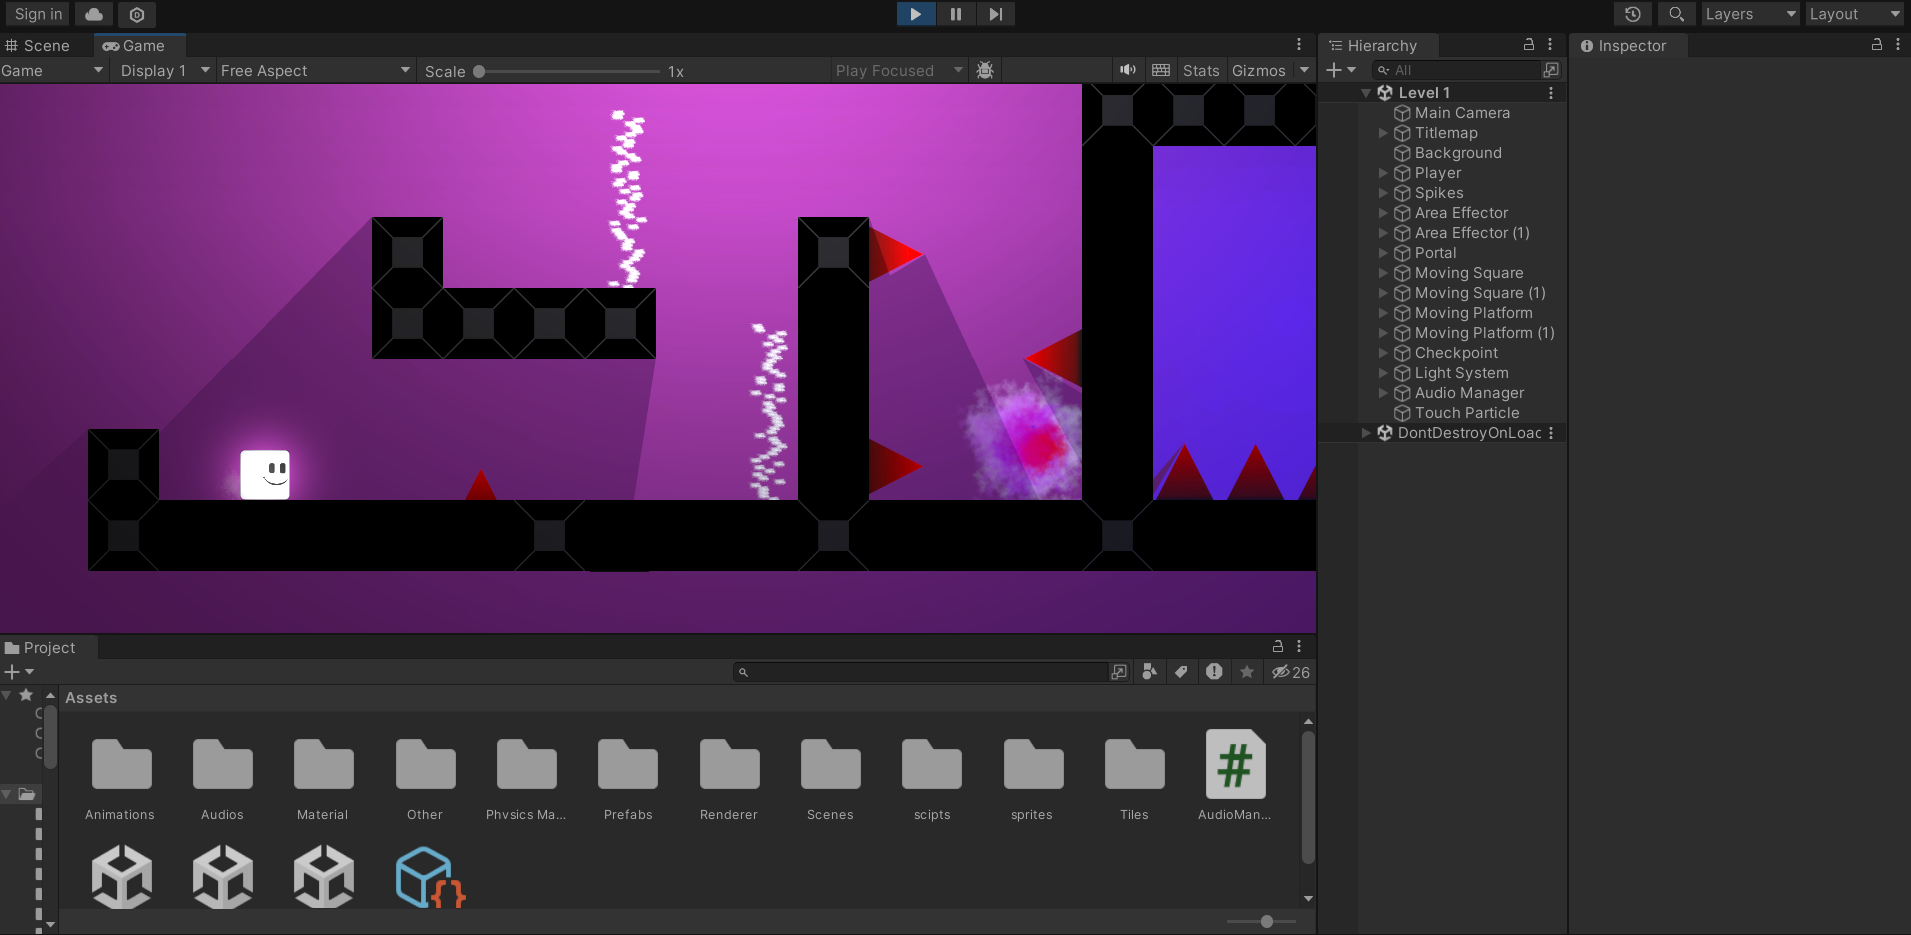 Sign in
Layers
Layout
Scene
Game
Hierarchy
Inspector
Game
Display 1
Free Aspect
Scale
1x
Play Focused
Stats
Gizmos
All
Level 1
Main Camera
Titlemap
Background
Player
Spikes
Area Effector
Area Effector (1)
Portal
Moving Square
Moving Square (1)
Moving Platform
Moving Platform (1)
Checkpoint
Light System
Audio Manager
Touch Particle
DontDestroyOnLoac
Project
26
Assets
Animations
Audios
Material
Other
Physics Ma...
Prefabs
Renderer
Scenes
scipts
sprites
Tiles
AudioMan...